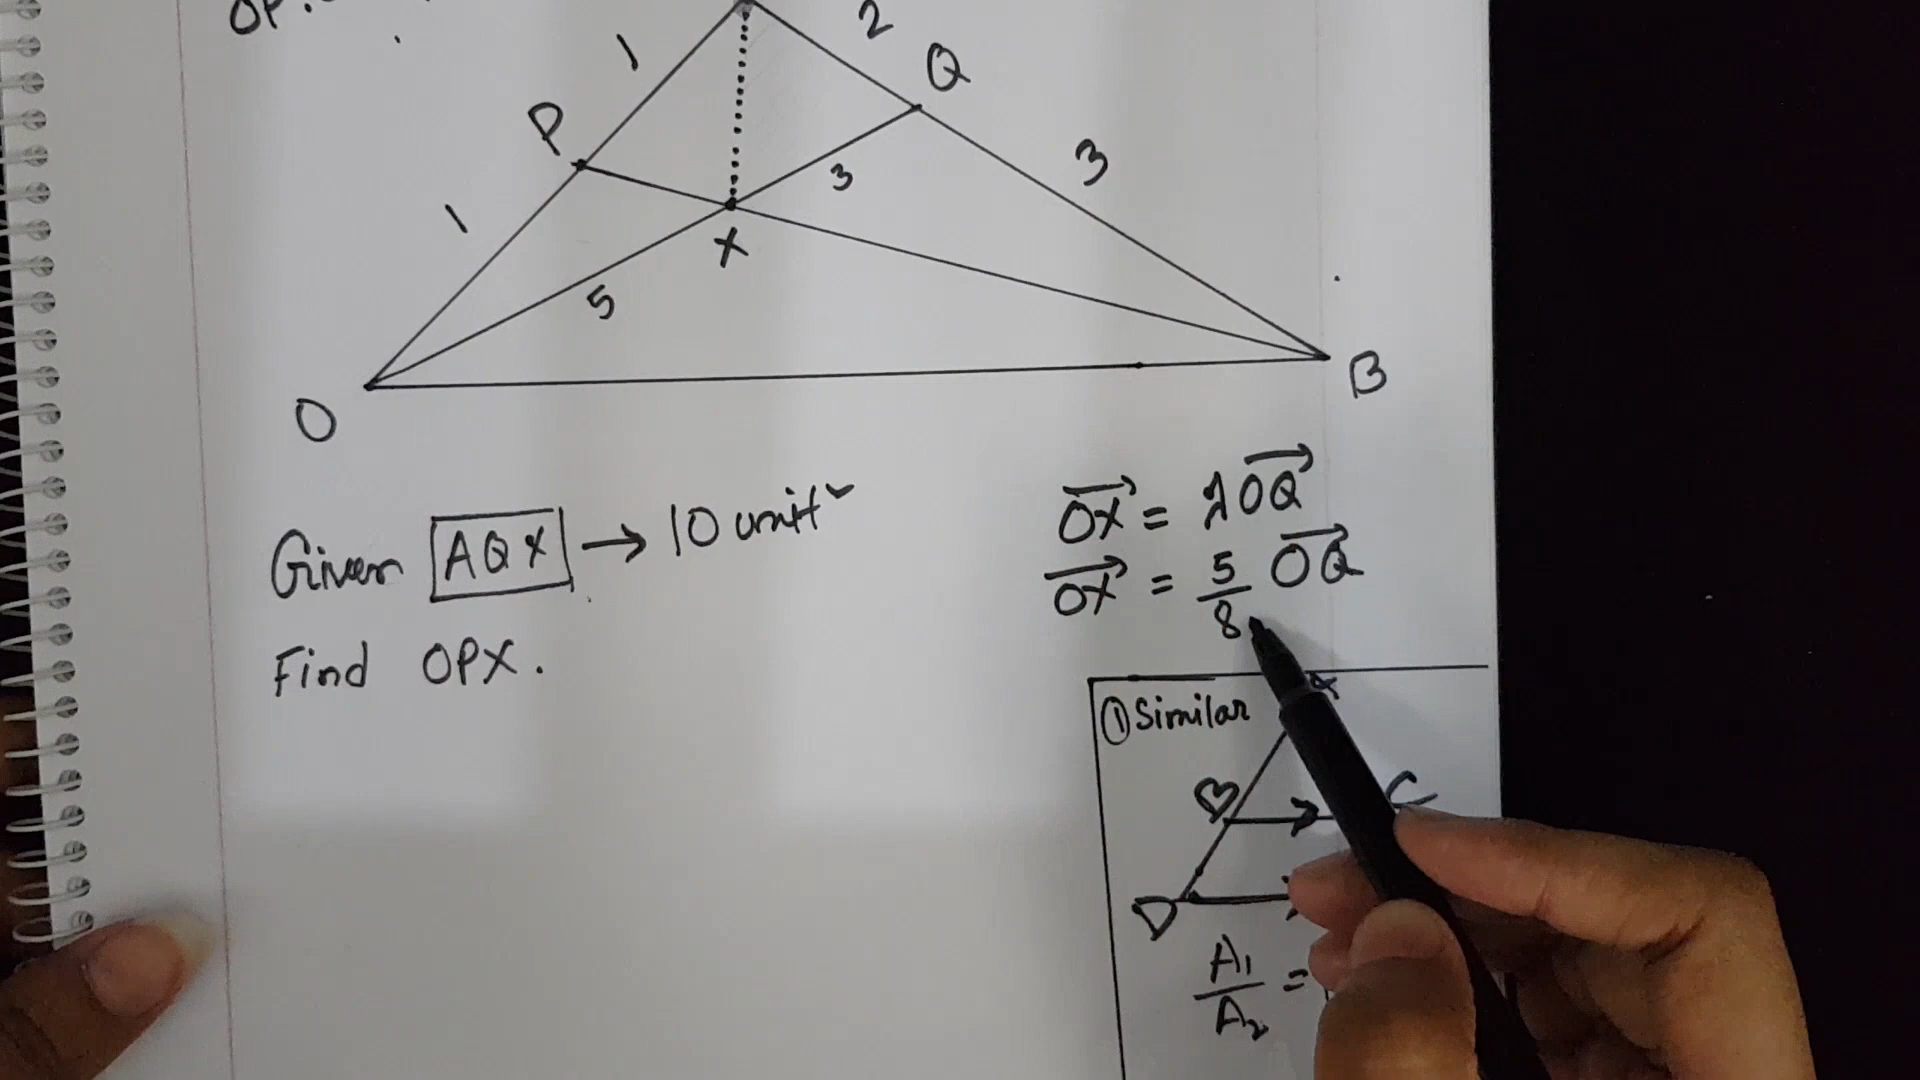 OP:
1
2
P
Q
1
3
3
X
5
O
B
Given AQX → 10 unit²
Find OPX.
OX = λOQ
OX = 5/8 OQ
① Similar
B
C
D
A₁/A₂ =